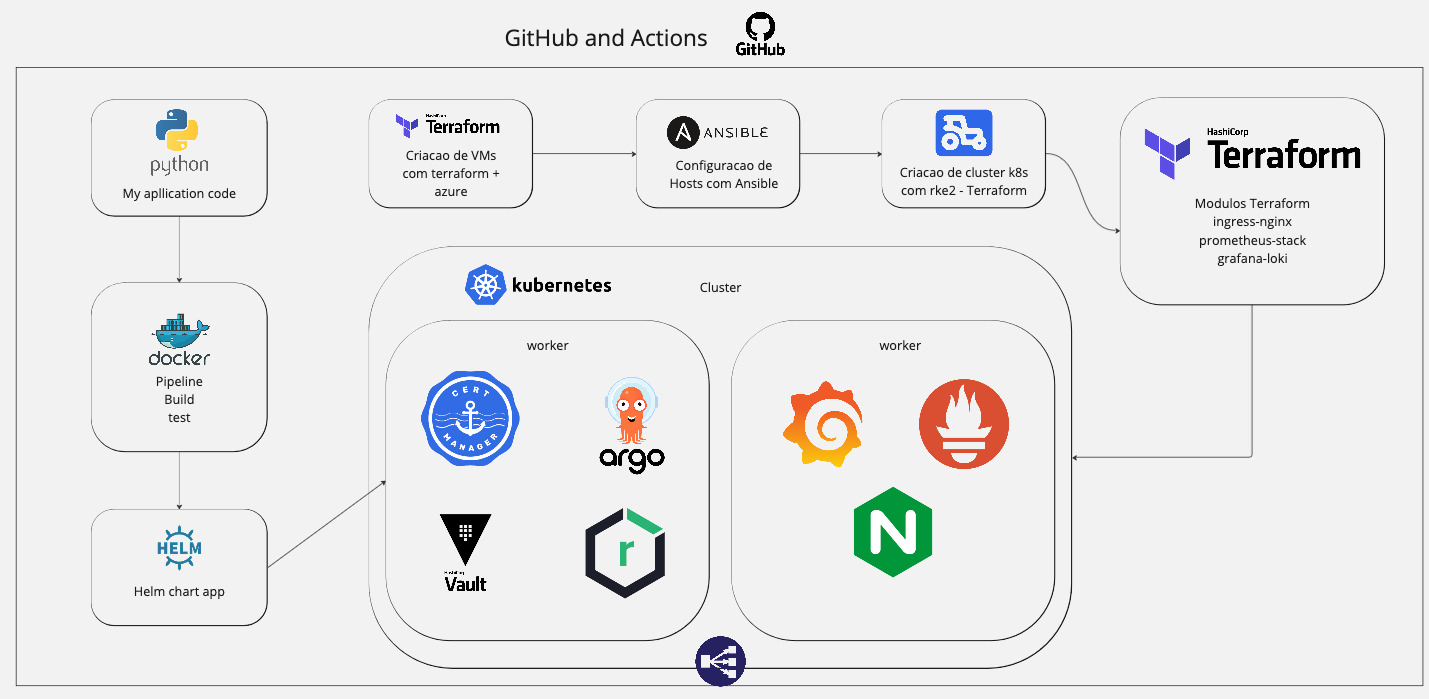 GitHub and Actions
GitHub
python
My apllication code
HashiCorp
Terraform
Criacao de VMs
com terraform +
azure
ANSIBLE
Configuracao de
Hosts com Ansible
Criacao de cluster k8s
com rke2 - Terraform
HashiCorp
Terraform
Modulos Terraform
ingress-nginx
prometheus-stack
grafana-loki
docker
Pipeline
Build
test
HELM
Helm chart app
kubernetes
Cluster
worker
CERT
MANAGER
argo
HashiCorp
Vault
r
worker
N